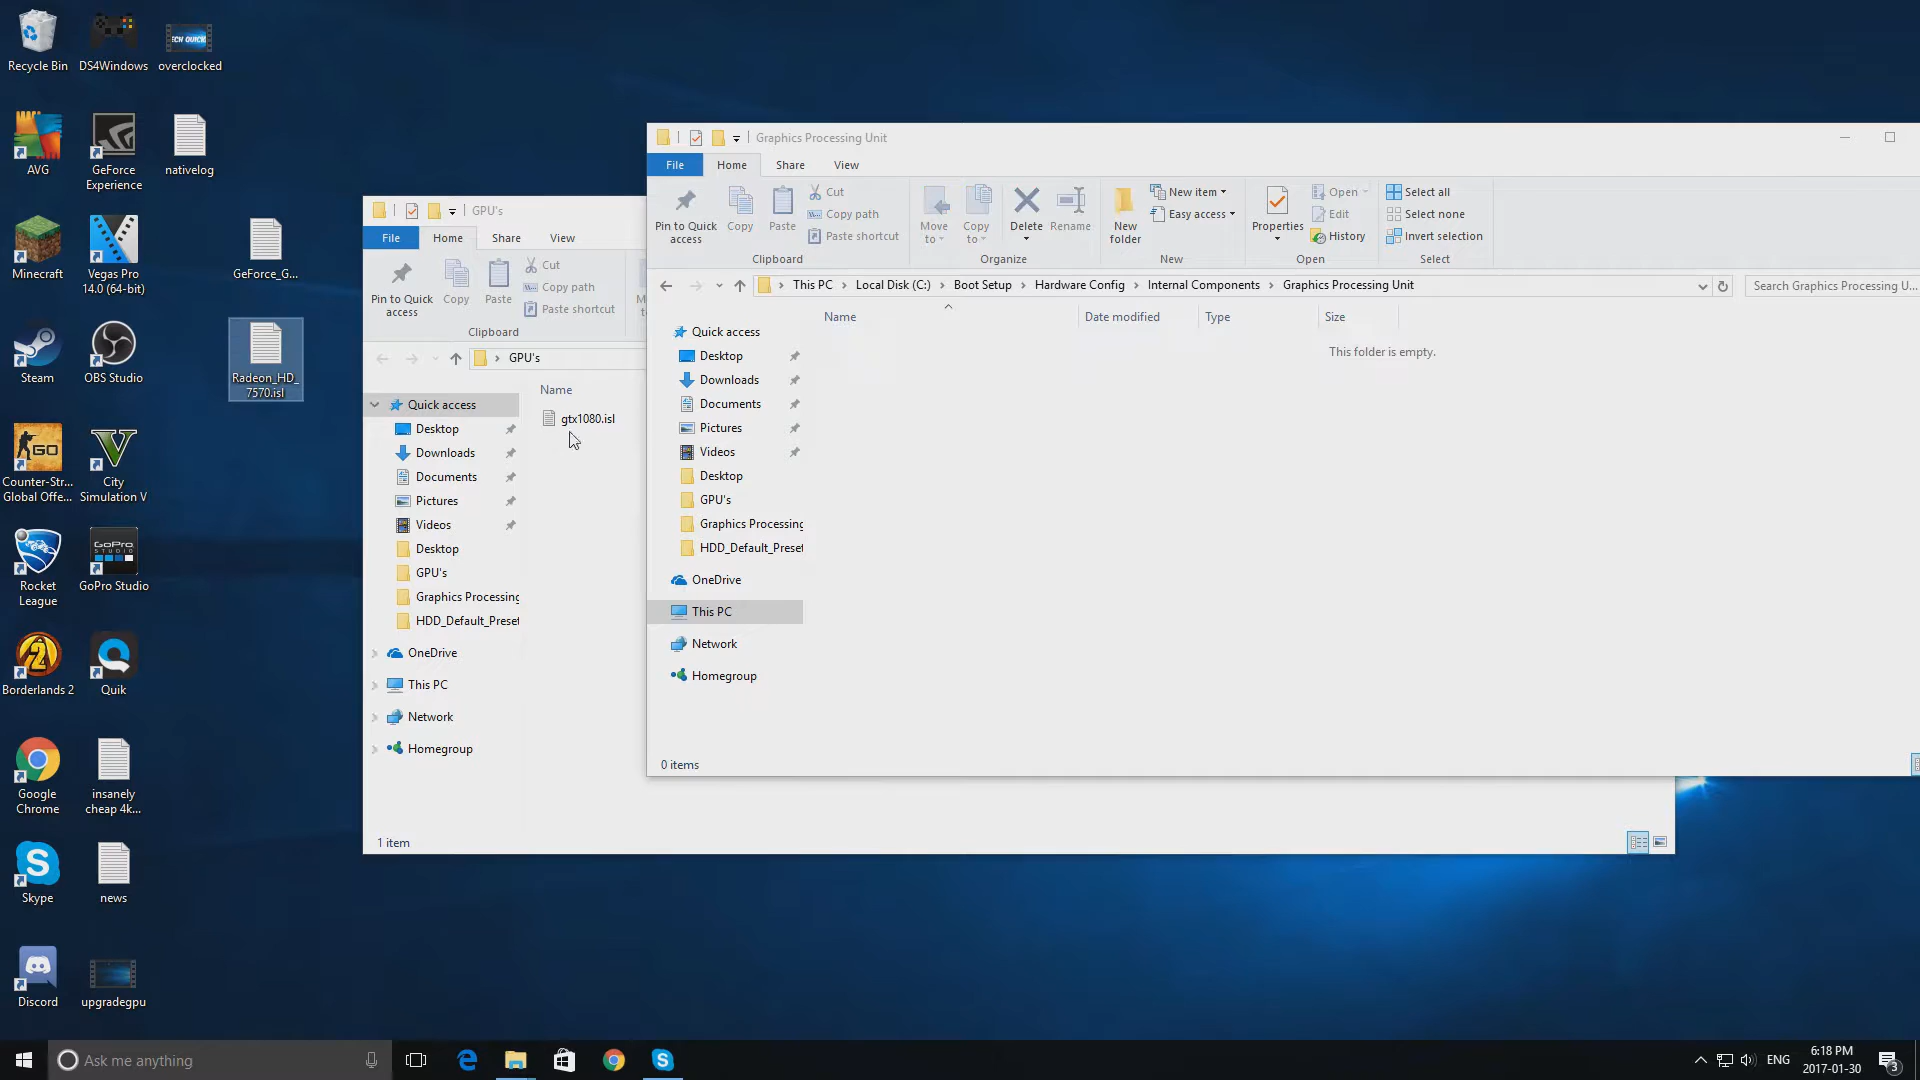 Recycle Bin
DS4Windows
overclocked
AVG
GeForce
Experience
nativelog
Minecraft
Vegas Pro
14.0 (64-bit)
GeForce_G...
Steam
OBS Studio
Radeon_HD_
7570.isl
Counter-Str...
Global Offe...
City
Simulation V
Rocket
League
GoPro Studio
Borderlands 2
Quik
Google
Chrome
insanely
cheap 4k...
Skype
news
Discord
upgradegpu
GPU's
File
Home
Share
View
Pin to Quick
access
Copy
Paste
Cut
Copy path
Paste shortcut
Clipboard
GPU's
Name
gtx1080.isl
Quick access
Desktop
Downloads
Documents
Pictures
Videos
Desktop
GPU's
Graphics Processing
HDD_Default_Preset
OneDrive
This PC
Network
Homegroup
1 item
Graphics Processing Unit
File
Home
Share
View
Pin to Quick
access
Copy
Paste
Cut
Copy path
Paste shortcut
Clipboard
Move
to
Copy
to
Delete
Rename
Organize
New
folder
New item
Easy access
New
Properties
Open
Edit
History
Open
Select all
Select none
Invert selection
Select
This PC > Local Disk (C:) > Boot Setup > Hardware Config > Internal Components > Graphics Processing Unit
Search Graphics Processing U...
Name
Date modified
Type
Size
This folder is empty.
Quick access
Desktop
Downloads
Documents
Pictures
Videos
Desktop
GPU's
Graphics Processing
HDD_Default_Preset
OneDrive
This PC
Network
Homegroup
0 items
Ask me anything
ENG
6:18 PM
2017-01-30
3